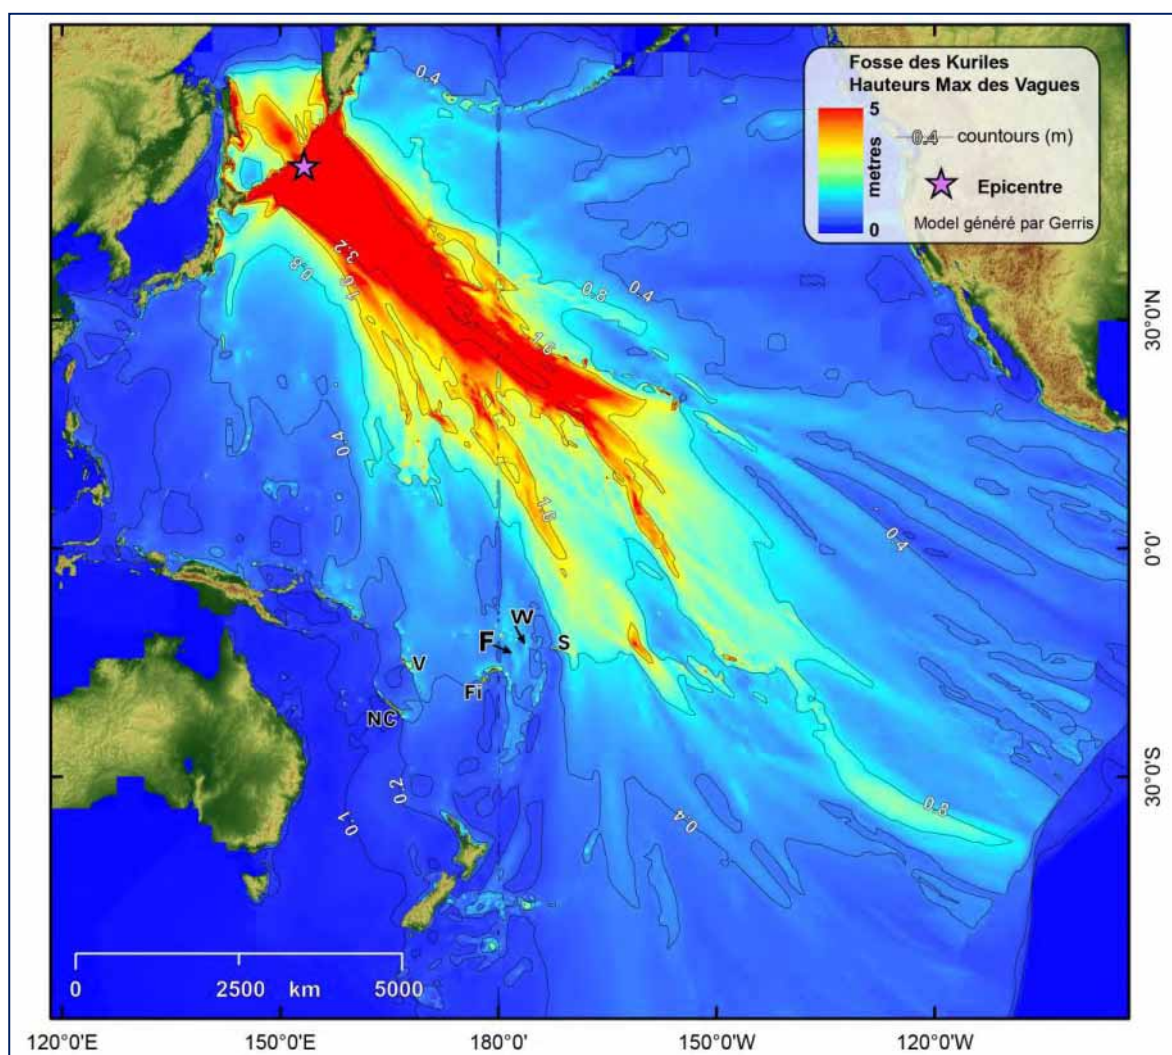 Fosse des Kuriles
Hauteurs Max des Vagues
5
metres
0
0.4 countours (m)
Epicentre
Model généré par Gerris
0.4
3.2
1.6
0.8
0.8
0.4
1.6
0.4
1.6
0.4
W
F
S
V
Fi
NC
0.2
0.1
0.4
0.8
30°0'N
0°0'
30°0'S
0 2500 km 5000
120°0'E 150°0'E 180°0' 150°0'W 120°0'W